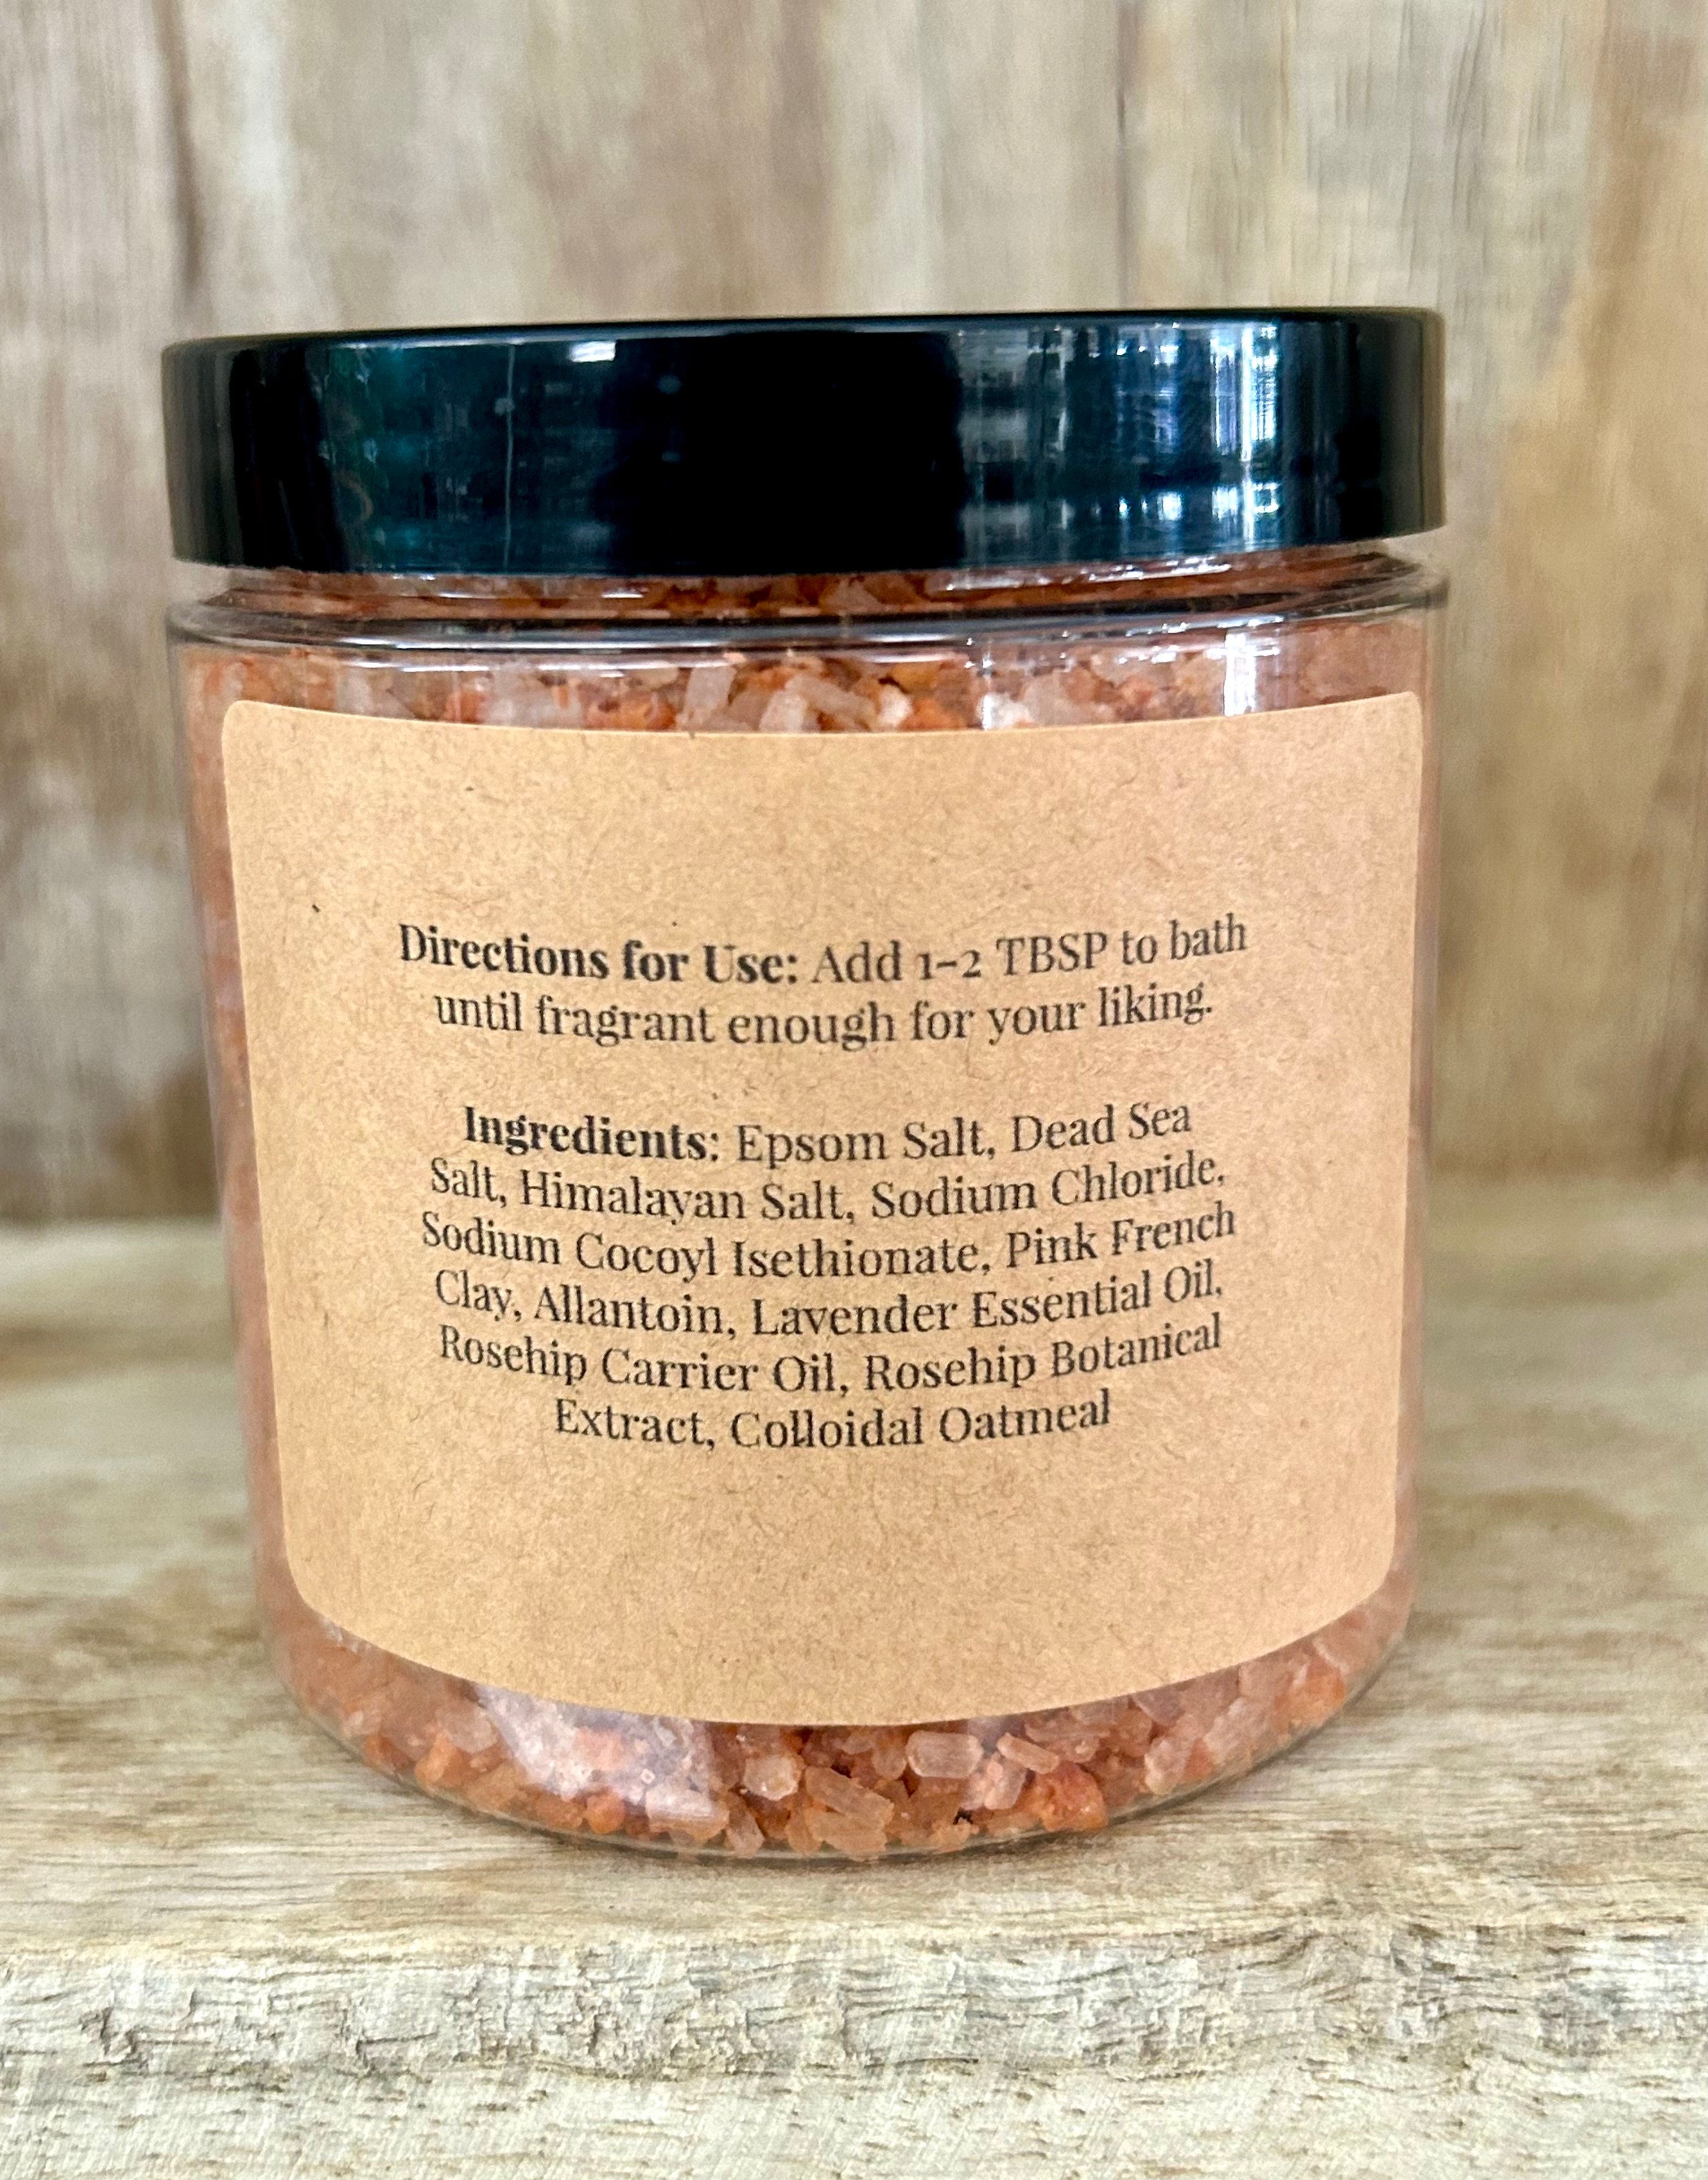 Directions for Use: Add 1-2 TBSP to bath
until fragrant enough for your liking.
Ingredients: Epsom Salt, Dead Sea
Salt, Himalayan Salt, Sodium Chloride,
Sodium Cocoyl Isethionate, Pink French
Clay, Allantoin, Lavender Essential Oil,
Rosehip Carrier Oil, Rosehip Botanical
Extract, Colloidal Oatmeal